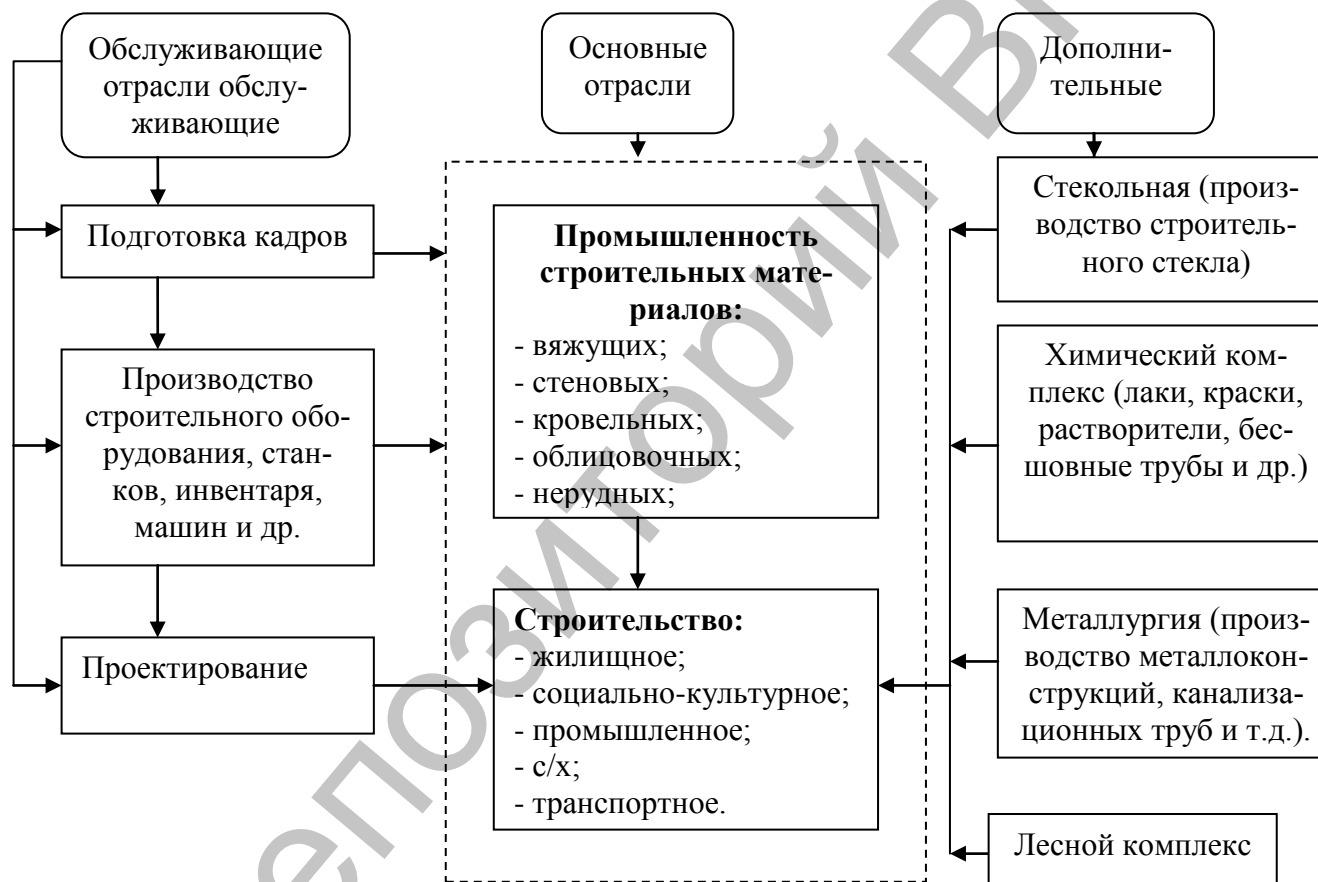 Обслуживающие
отрасли обслу-
живающие
Основные
отрасли
Дополни-
тельные
Подготовка кадров
Производство
строительного обо-
рудования, стан-
ков, инвентаря,
машин и др.
Проектирование
Промышленность
строительных мате-
риалов:
- вяжущих;
- стеновых;
- кровельных;
- облицовочных;
- нерудных;
Строительство:
- жилищное;
- социально-культурное;
- промышленное;
- с/х;
- транспортное.
Стекольная (произ-
водство строитель-
ного стекла)
Химический ком-
плекс (лаки, краски,
растворители, бес-
шовные трубы и др.)
Металлургия (произ-
водство металлокон-
струкций, канализа-
ционных труб и т.д.).
Лесной комплекс